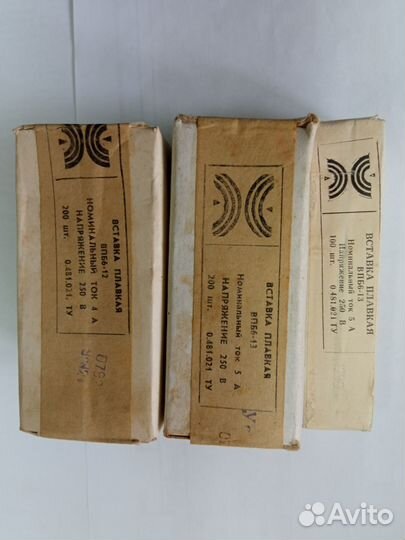 ВСТАВКА ПЛАВКАЯ
ВПБ6-12
НОМИНАЛЬНЫЙ ТОК 4 А
НАПРЯЖЕНИЕ 250 В
200 шт. 0.481.021. ТУ
ВСТАВКА ПЛАВКАЯ
ВПБ6-13
Номинальный ток 5 А
НАПРЯЖЕНИЕ 250 В
200 шт. 0.481.021 ТУ
ВСТАВКА ПЛАВКАЯ
ВПБ6-13
Номинальный ток 5 А
Напряжение 250 В
100 шт. 0.481.021 ТУ
Avito